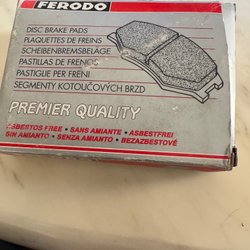 FERODO
DISC BRAKE PADS
PLAQUETTES DE FREINS
SCHEIBENBREMSBELÄGE
PASTILLAS DE FRENOS
PASTIGLIE PER FRENI
SEGMENTY KOTOUČOVÝCH BRZD
PREMIER QUALITY
ASBESTOS FREE • SANS AMIANTE • ASBESTFREI
SIN AMIANTO • SENZA AMIANTO • BEZAZBESTOVÉ